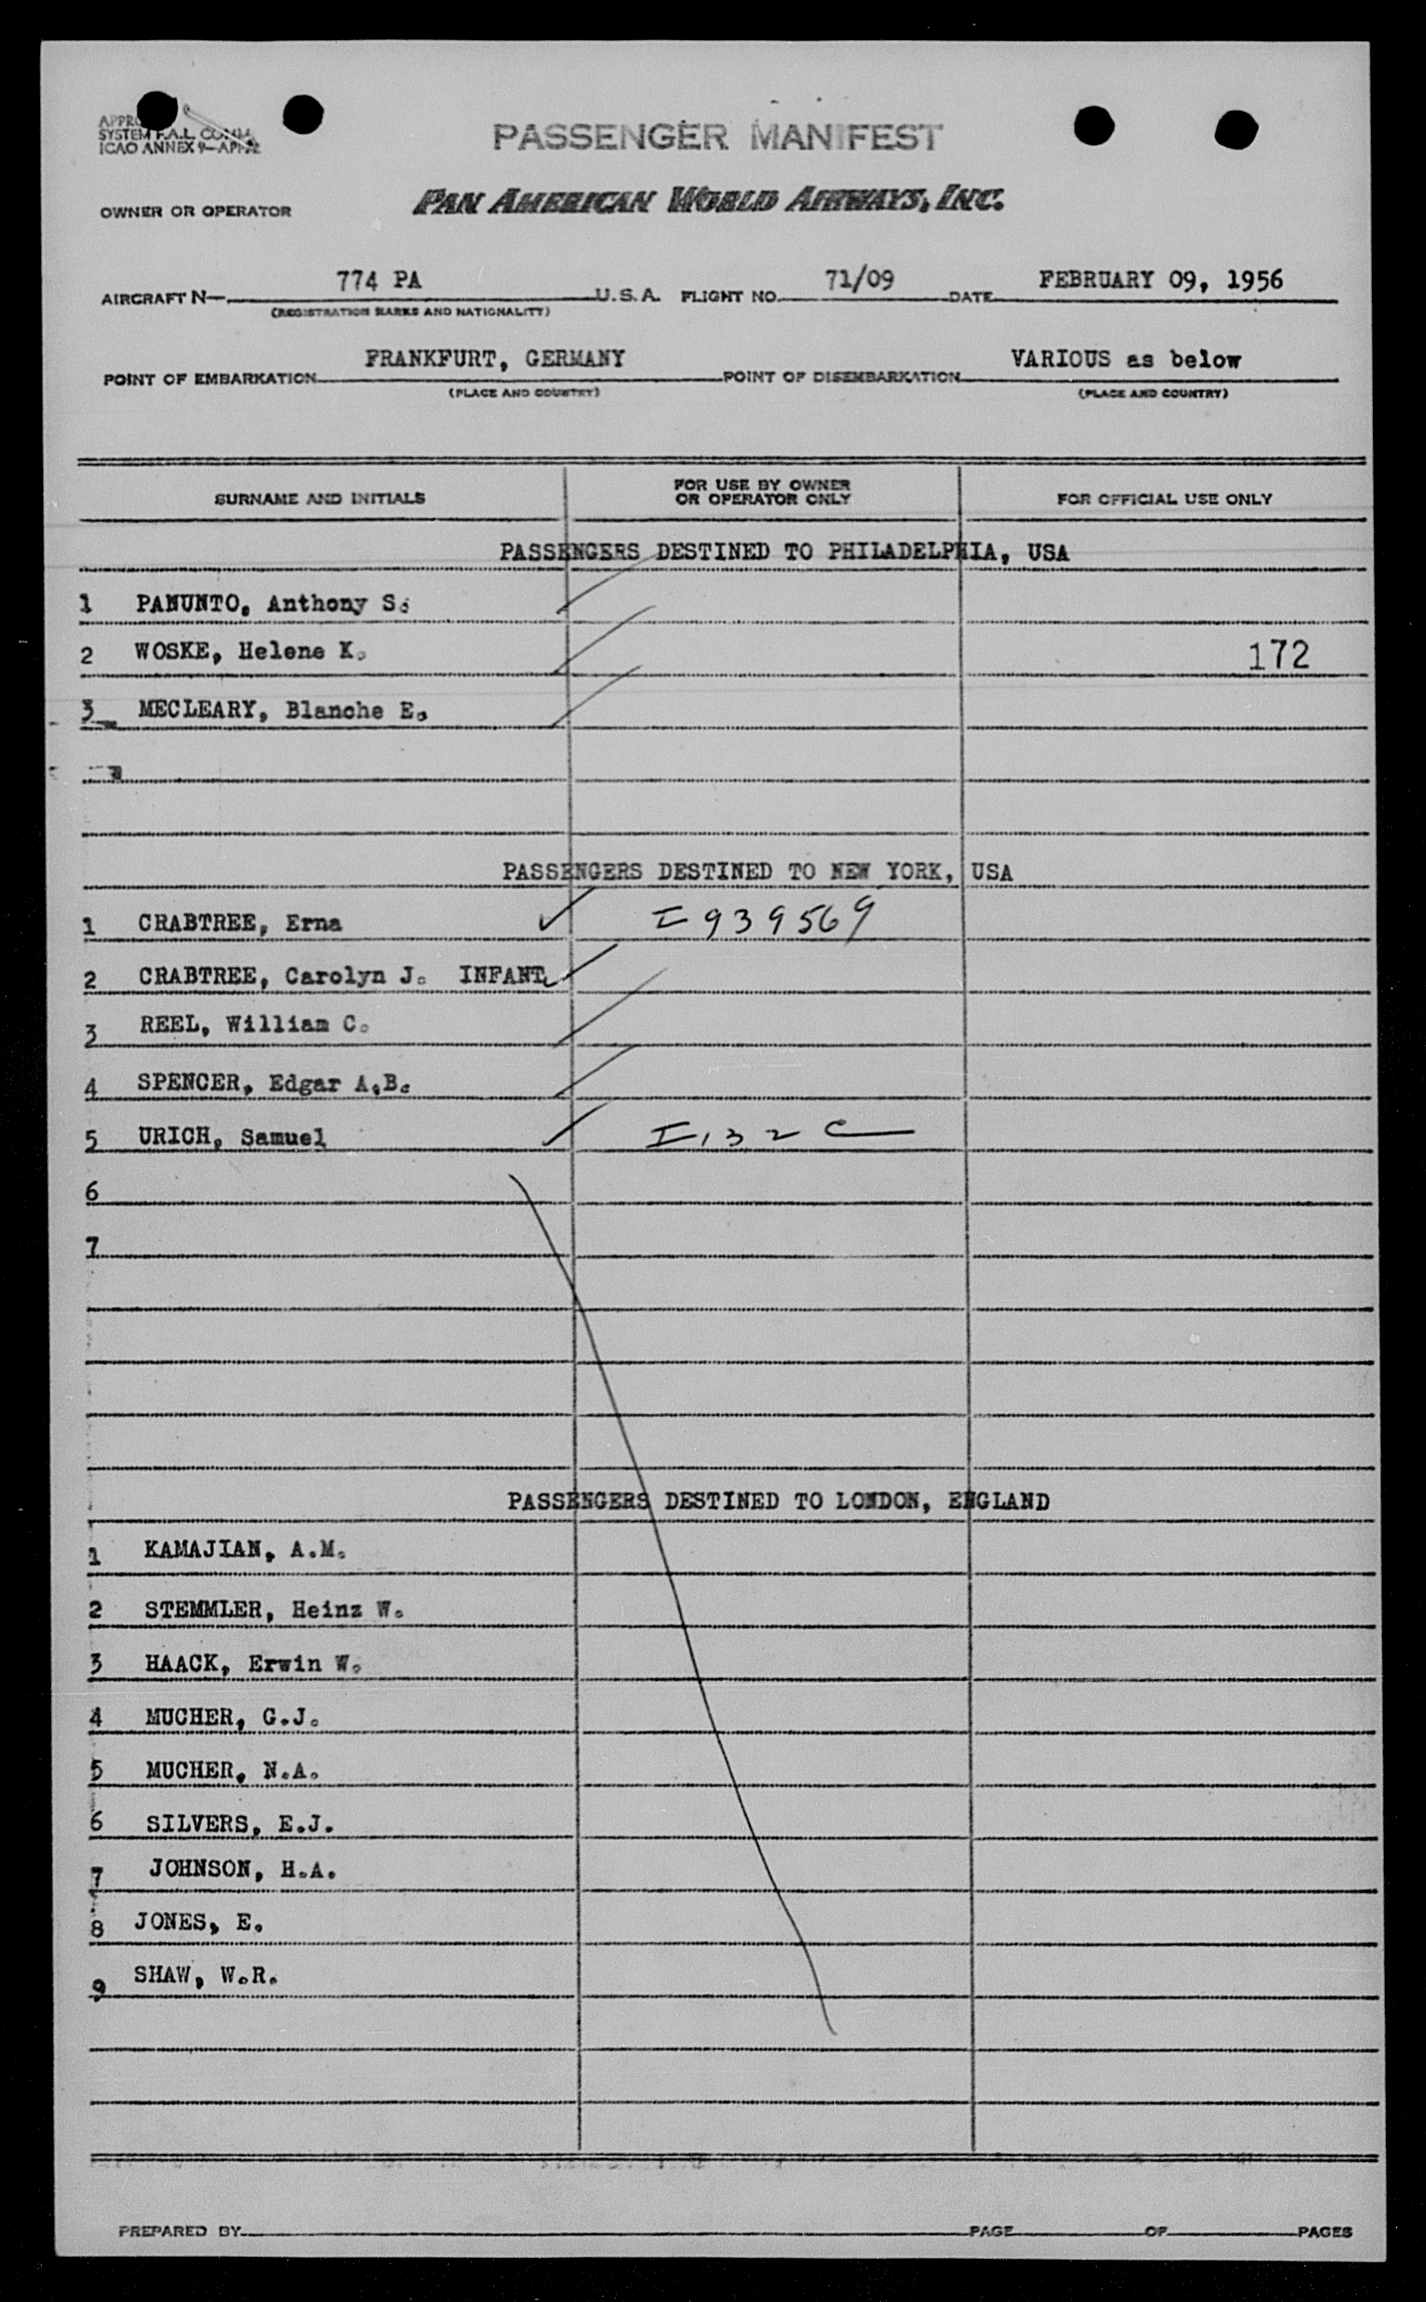 SYSTEM F.A.L. COMM.
ICAO ANNEX 9—
PASSENGER MANIFEST
OWNER OR OPERATOR PAN AMERICAN WORLD AIRWAYS, INC.
AIRCRAFT N— 774 PA U.S.A. FLIGHT NO. 71/09 DATE FEBRUARY 09, 1956
(REGISTRATION MARKS AND NATIONALITY)
POINT OF EMBARKATION FRANKFURT, GERMANY POINT OF DISEMBARKATION VARIOUS as below
(PLACE AND COUNTRY) (PLACE AND COUNTRY)
SURNAME AND INITIALS FOR USE BY OWNER OR OPERATOR ONLY FOR OFFICIAL USE ONLY
PASSENGERS DESTINED TO PHILADELPHIA, USA
1 PANUNTO, Anthony S.
2 WOSKE, Helene K. 172
3 MECLEARY, Blanche E.
PASSENGERS DESTINED TO NEW YORK, USA
1 CRABTREE, Erna I-939569
2 CRABTREE, Carolyn J. INFANT
3 REEL, William C.
4 SPENCER, Edgar A.B.
5 URICH, Samuel I-132 C
6
7
PASSENGERS DESTINED TO LONDON, ENGLAND
1 KAMAJIAN, A.M.
2 STEMMLER, Heinz W.
3 HAACK, Erwin W.
4 MUCHER, G.J.
5 MUCHER, N.A.
6 SILVERS, E.J.
7 JOHNSON, H.A.
8 JONES, E.
9 SHAW, W.R.
PREPARED BY PAGE OF PAGES